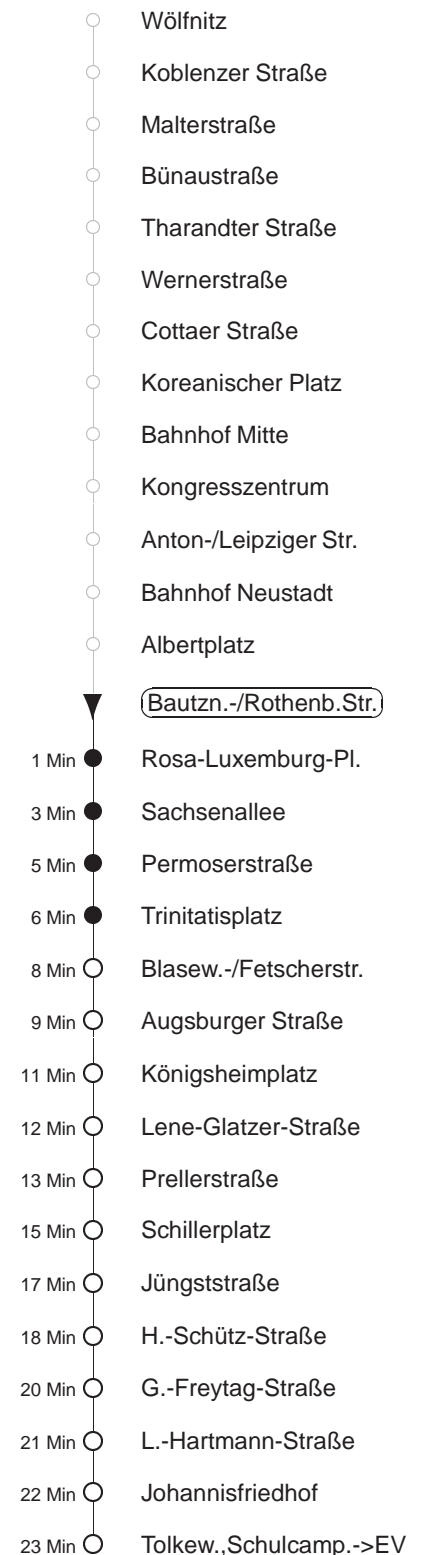 Wölfnitz
Koblenzer Straße
Malterstraße
Bünaustraße
Tharandter Straße
Wernerstraße
Cottaer Straße
Koreanischer Platz
Bahnhof Mitte
Kongresszentrum
Anton-/Leipziger Str.
Bahnhof Neustadt
Albertplatz
Bautzn.-/Rothenb.Str.
1 Min Rosa-Luxemburg-Pl.
3 Min Sachsenallee
5 Min Permoserstraße
6 Min Trinitatisplatz
8 Min Blasew.-/Fetscherstr.
9 Min Augsburger Straße
11 Min Königsheimplatz
12 Min Lene-Glatzer-Straße
13 Min Prellerstraße
15 Min Schillerplatz
17 Min Jüngststraße
18 Min H.-Schütz-Straße
20 Min G.-Freytag-Straße
21 Min L.-Hartmann-Straße
22 Min Johannisfriedhof
23 Min Tolkew.,Schulcamp.->EV